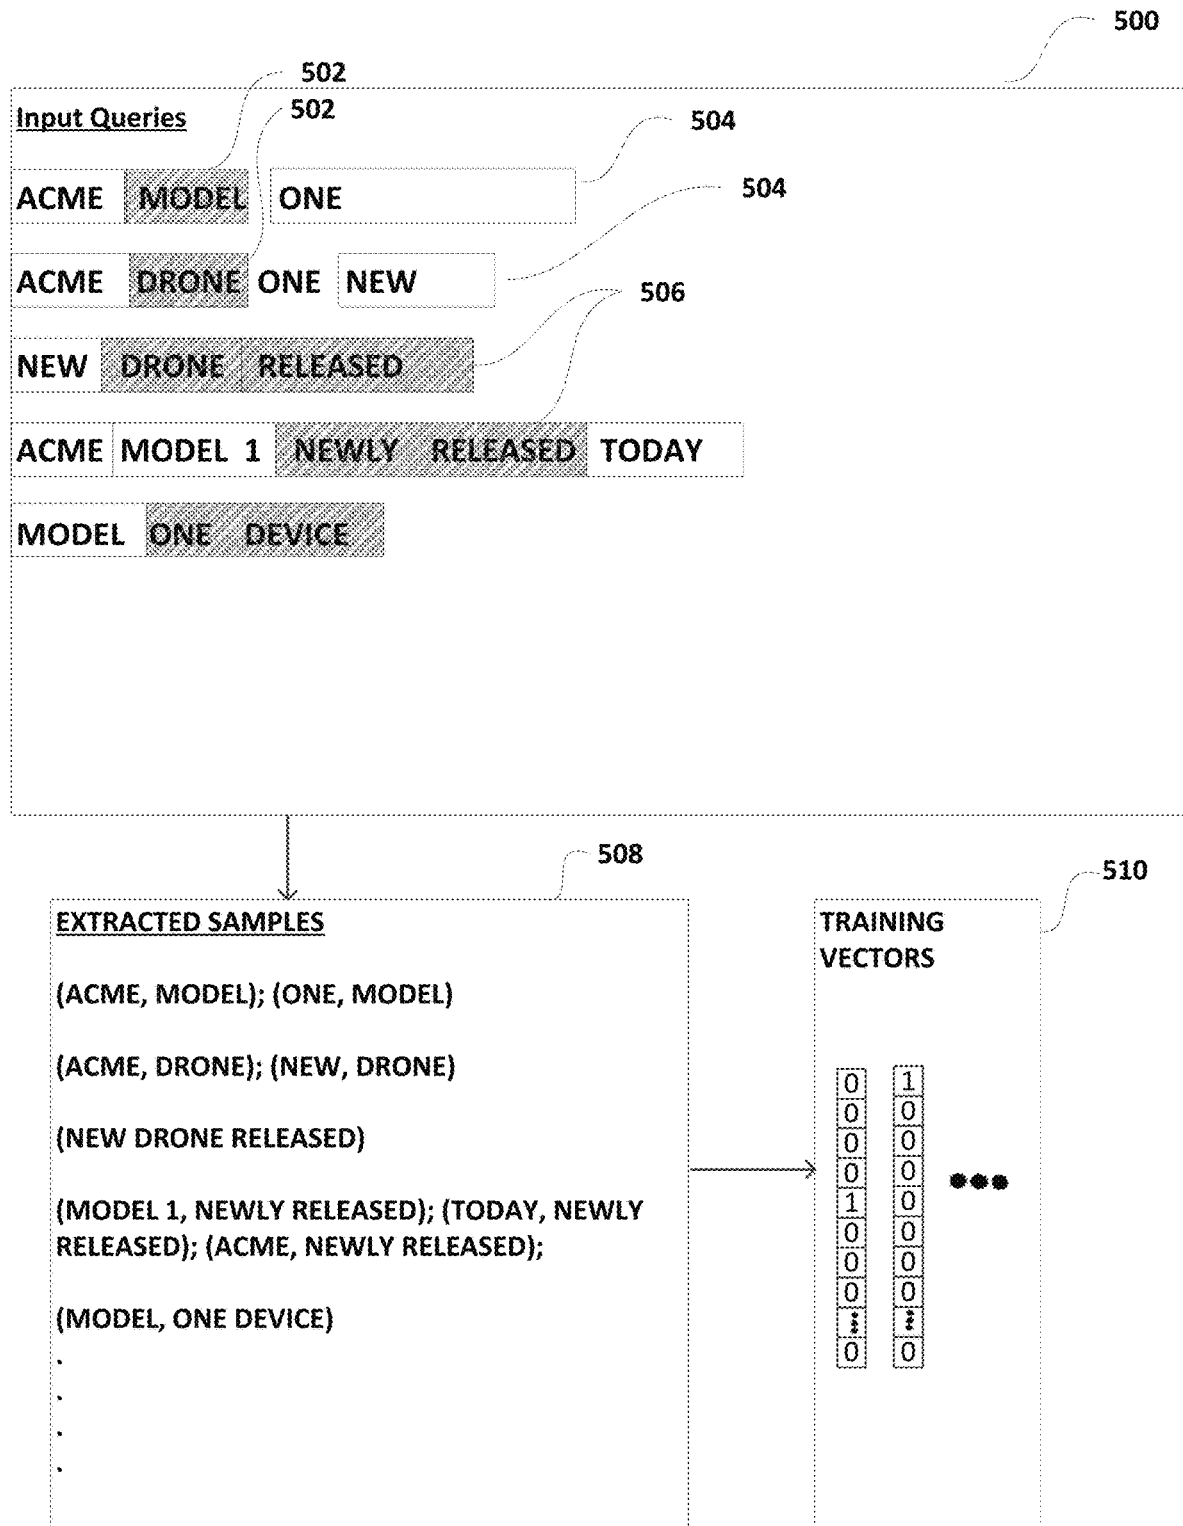 500
502
Input Queries
502
504
ACME MODEL ONE
504
ACME DRONE ONE NEW
506
NEW DRONE RELEASED
ACME MODEL 1 NEWLY RELEASED TODAY
MODEL ONE DEVICE
508
510
EXTRACTED SAMPLES
(ACME, MODEL); (ONE, MODEL)
(ACME, DRONE); (NEW, DRONE)
(NEW DRONE RELEASED)
(MODEL 1, NEWLY RELEASED); (TODAY, NEWLY
RELEASED); (ACME, NEWLY RELEASED);
(MODEL, ONE DEVICE)
.
.
.
.
TRAINING
VECTORS
0 1
0 0
0 0
0 0
1 0
0 0
0 0
0 0
⋮ ⋮
0 0
•••